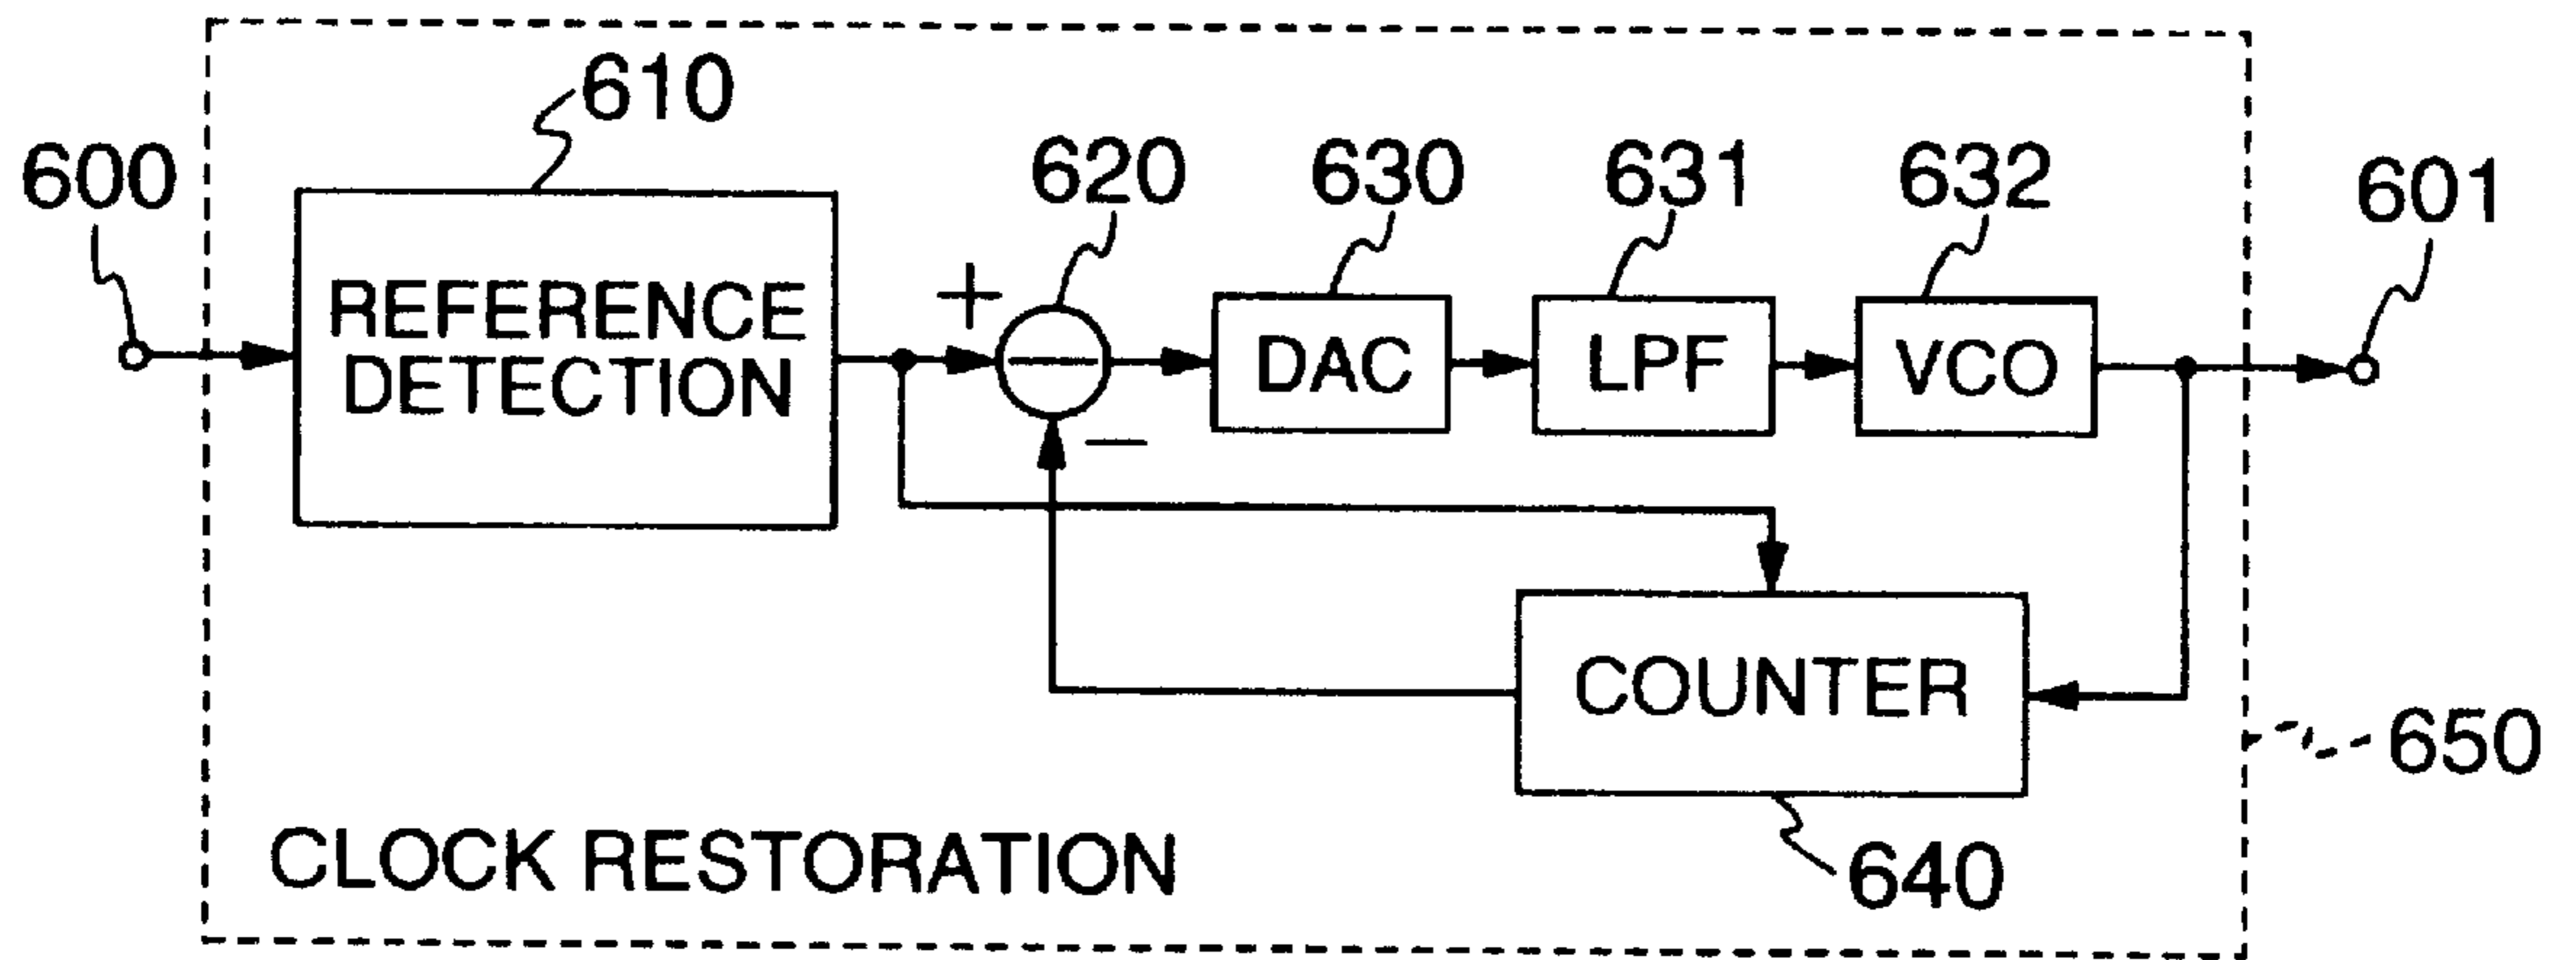 610
600
620
630
631
632
601
REFERENCE
DETECTION
+
−
DAC
LPF
VCO
−
COUNTER
650
640
CLOCK RESTORATION